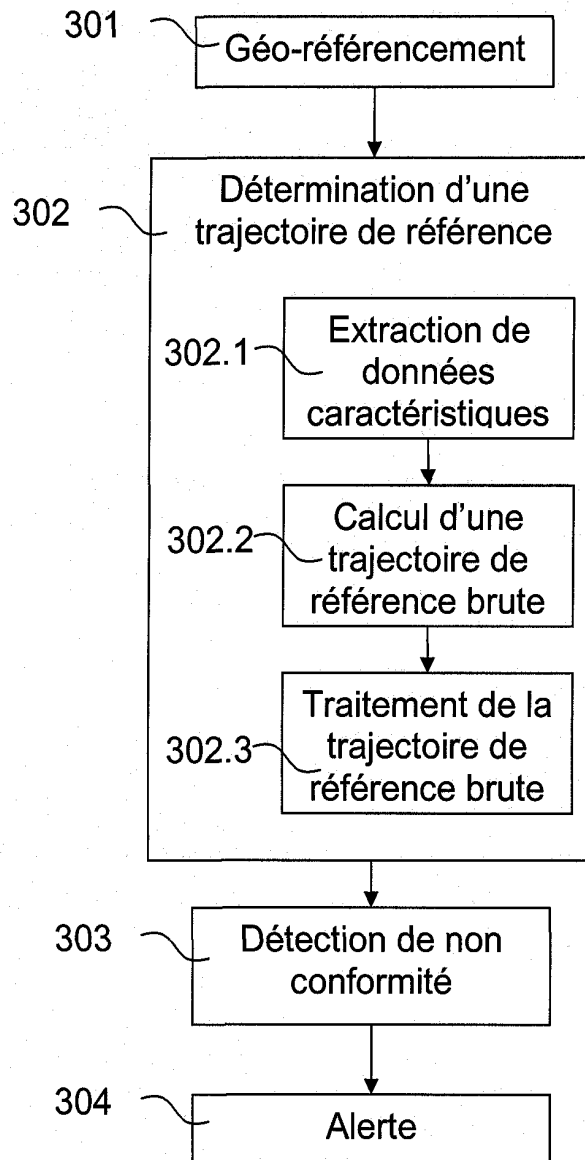 301
Géo-référencement
302
Détermination d'une
trajectoire de référence
302.1
Extraction de
données
caractéristiques
302.2
Calcul d'une
trajectoire de
référence brute
302.3
Traitement de la
trajectoire de
référence brute
303
Détection de non
conformité
304
Alerte